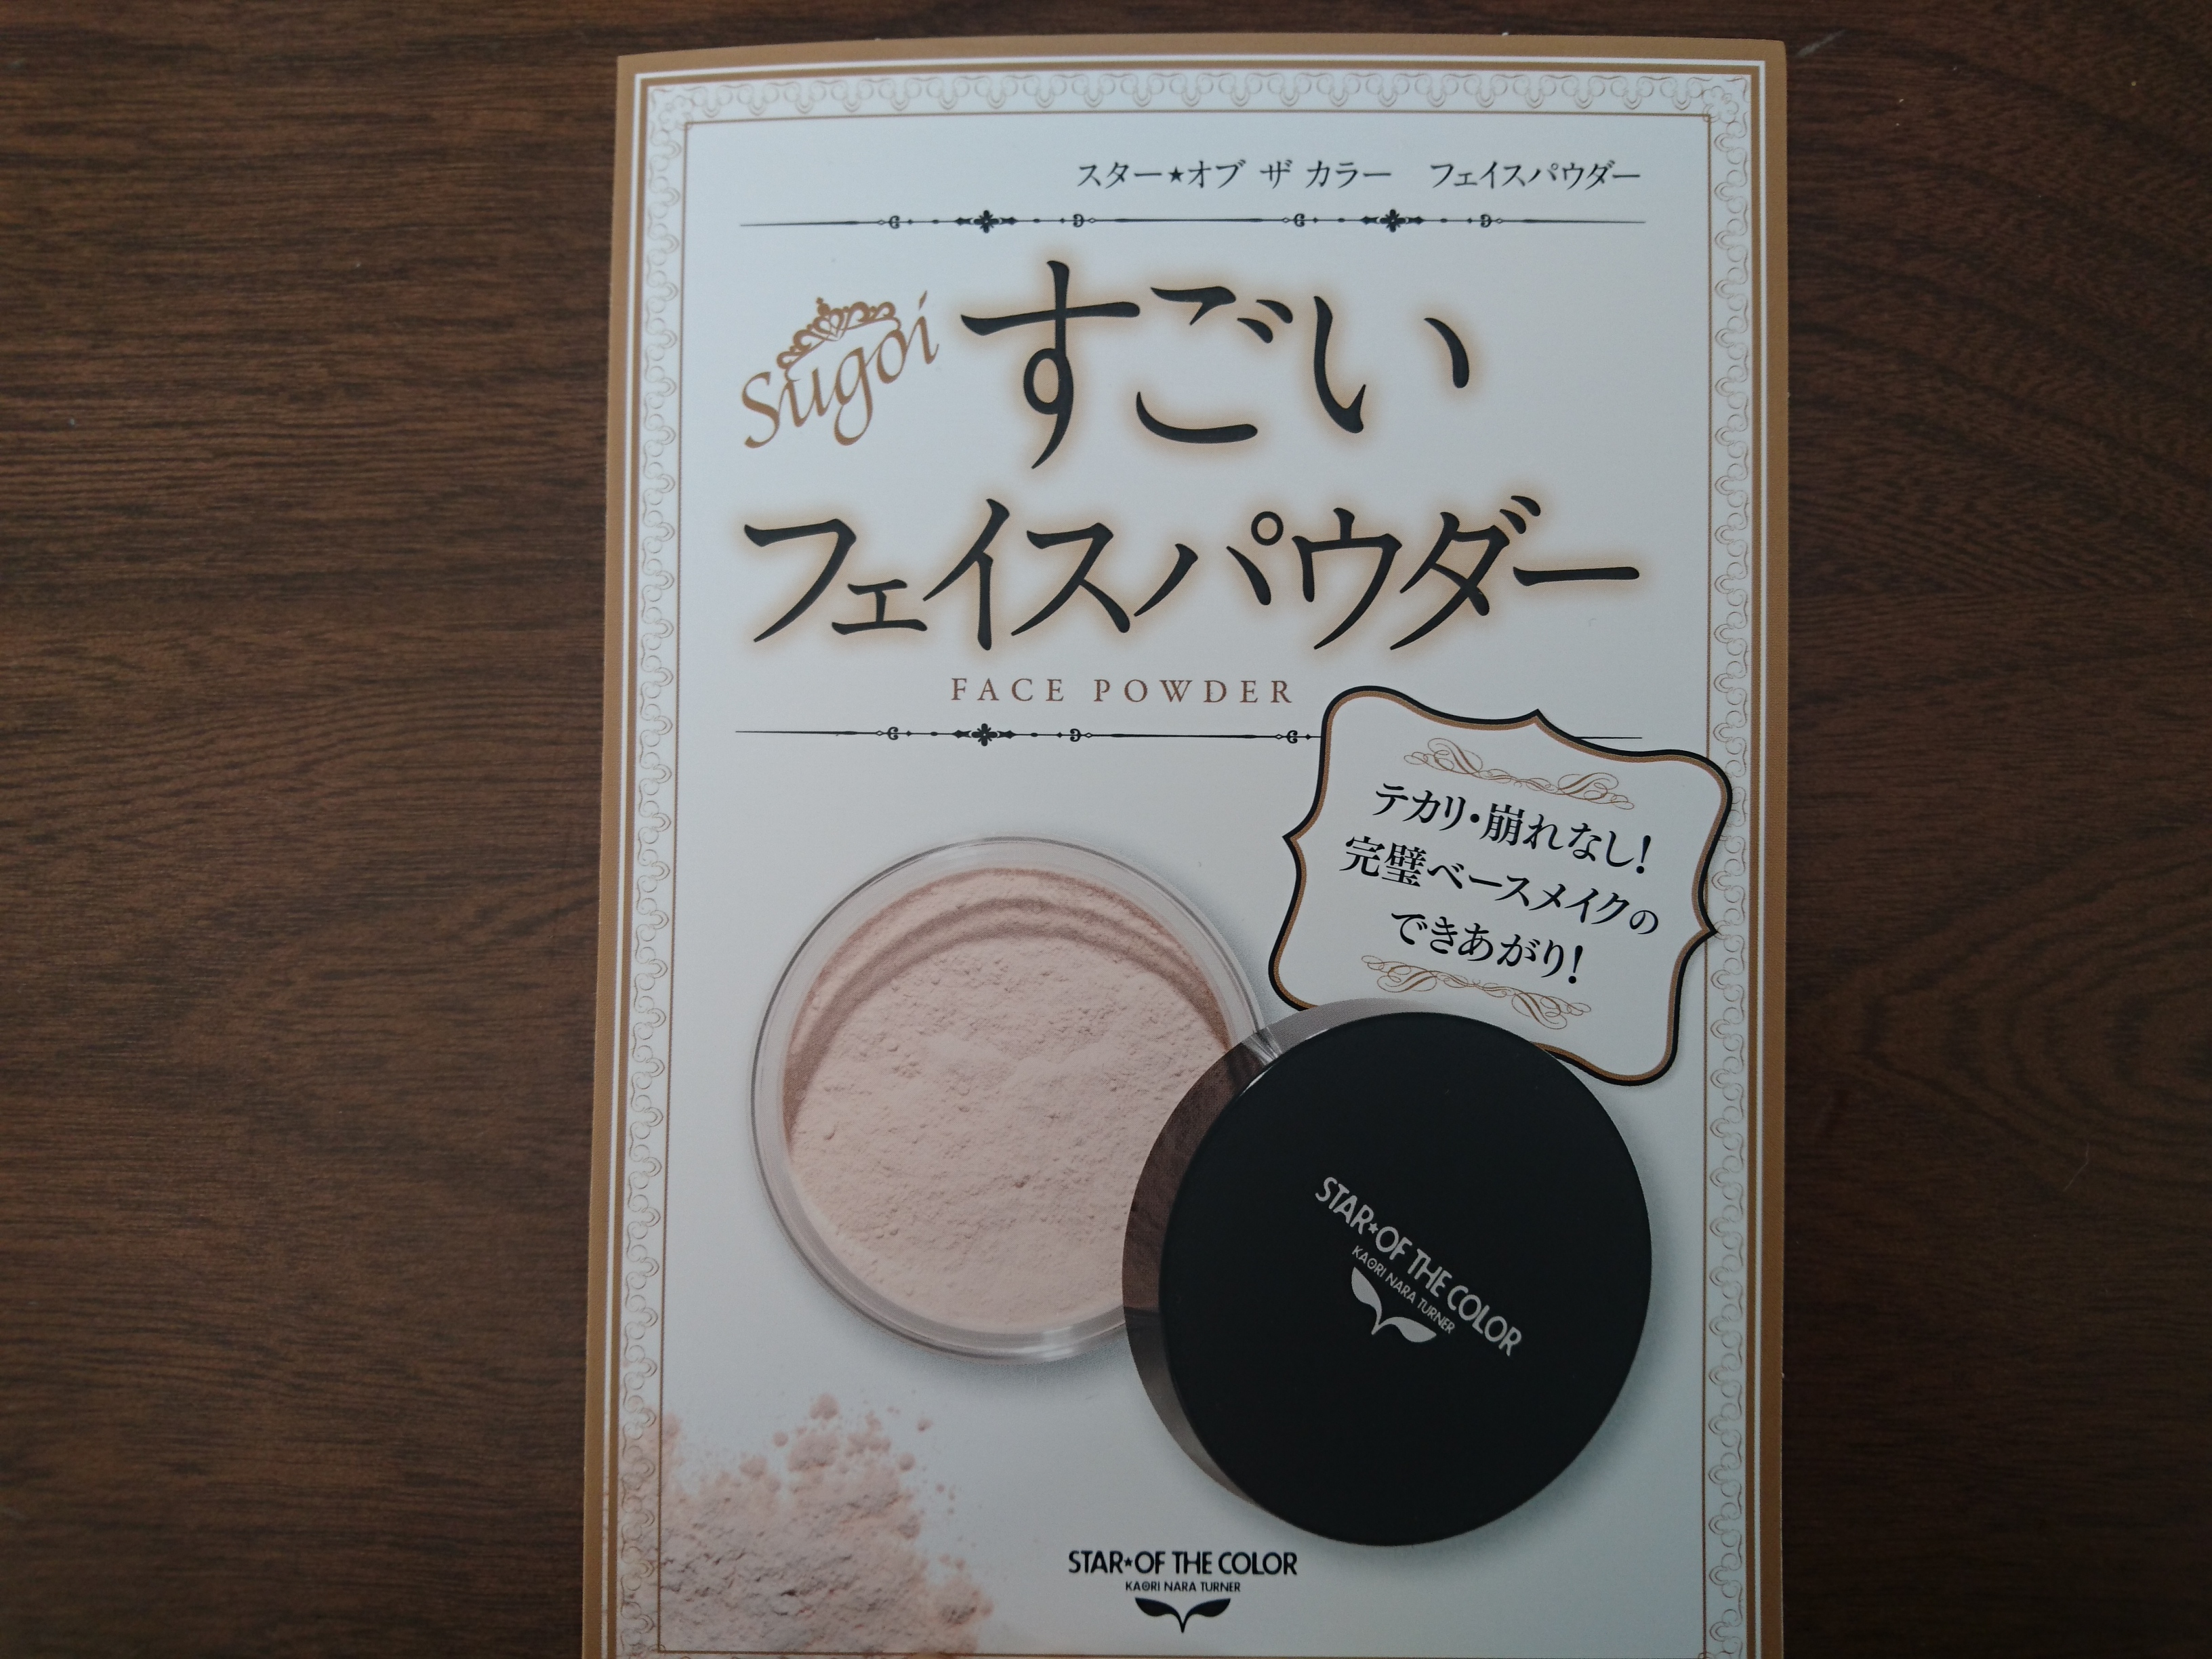 スター★オブ ザ カラー　フェイスパウダー
Sugoi
すごい
フェイスパウダー
FACE POWDER
テカリ・崩れなし!
完璧ベースメイクの
できあがり!
STAR★OF THE COLOR
KAORI NARA TURNER
STAR★OF THE COLOR
KAORI NARA TURNER